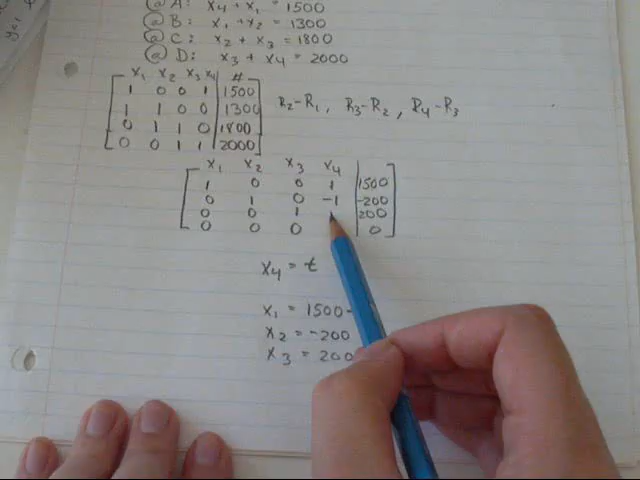 @ A: x4 + x1 = 1500
@ B: x1 + x2 = 1300
@ C: x2 + x3 = 1800
@ D: x3 + x4 = 2000
x1 x2 x3 x4 #
1 0 0 1 1500
1 1 0 0 1300
0 1 1 0 1800
0 0 1 1 2000
R2-R1, R3-R2, R4-R3
x1 x2 x3 x4
1 0 0 1 1500
0 1 0 -1 -200
0 0 1 200
0 0 0 0
x4 = t
x1 = 1500-
x2 = -200
x3 = 200